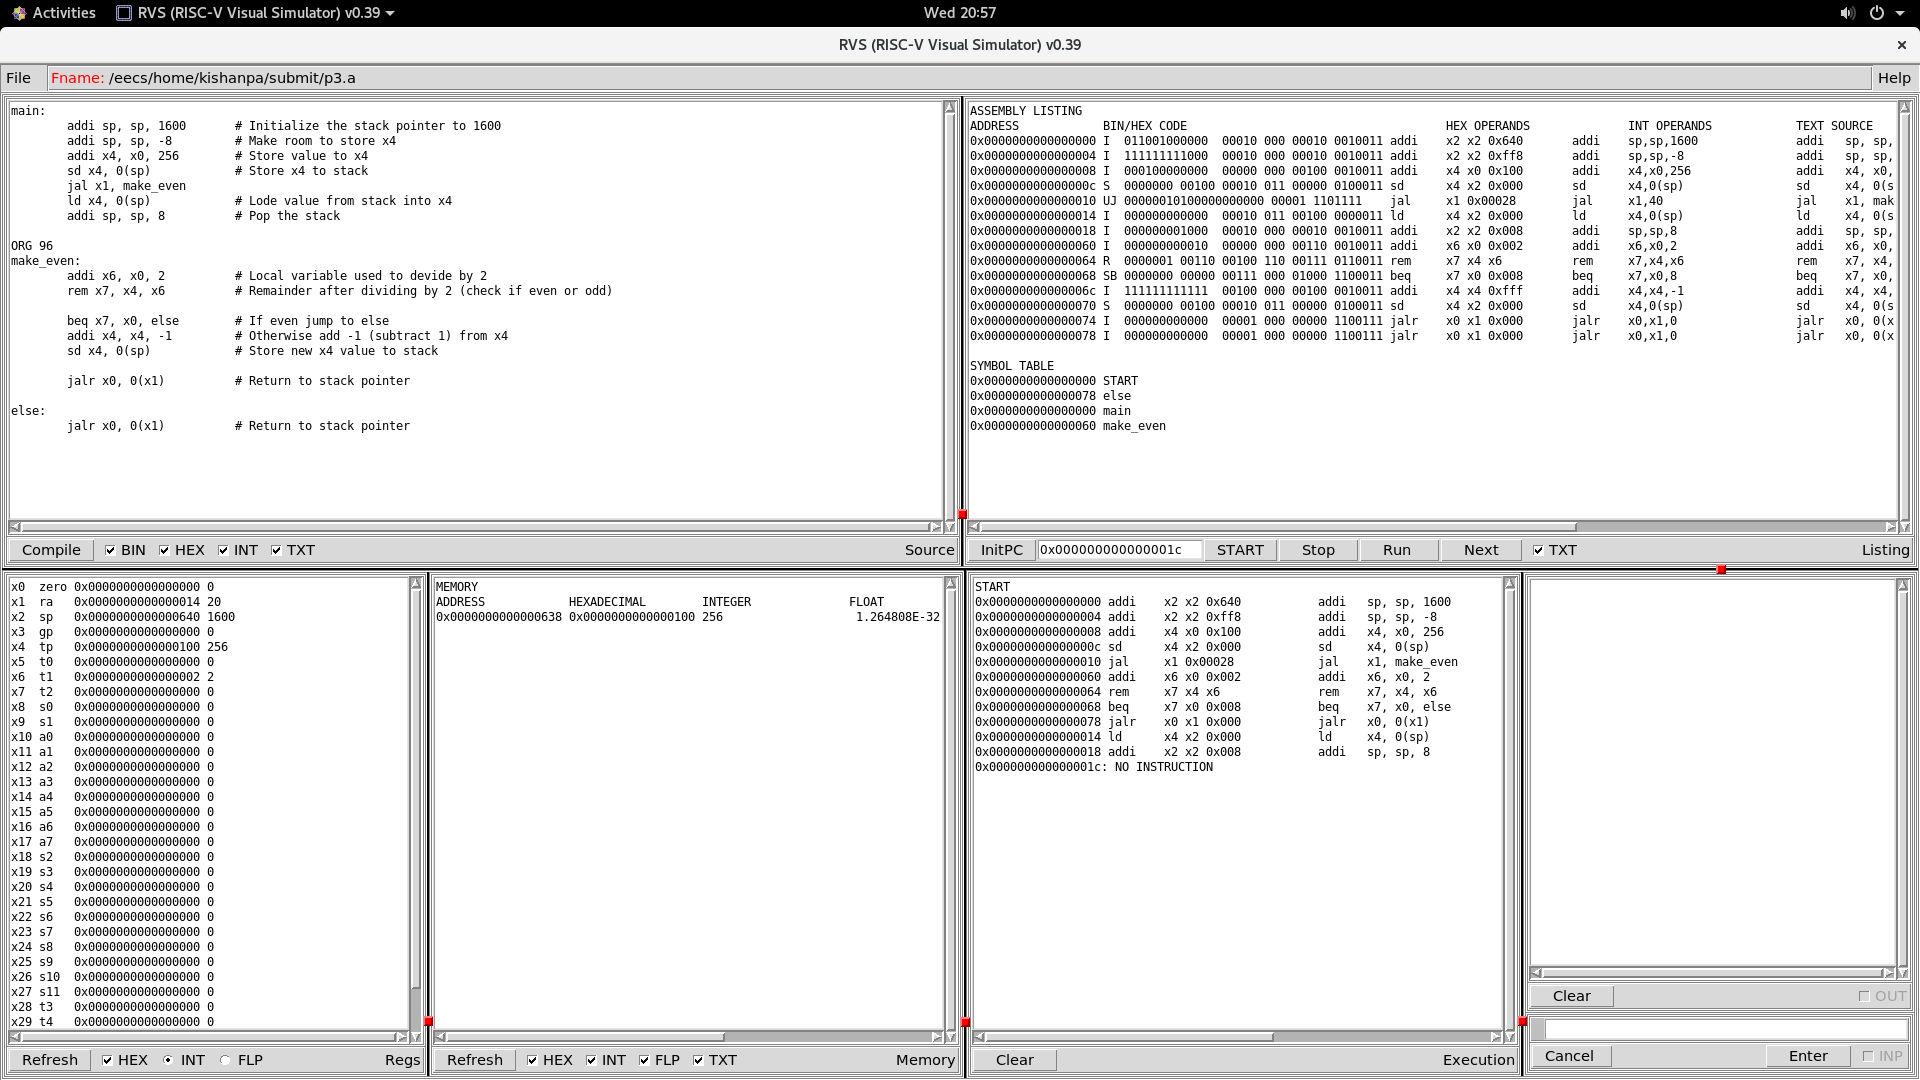 Activities RVS (RISC-V Visual Simulator) v0.39 Wed 20:57
RVS (RISC-V Visual Simulator) v0.39 ×
File Fname: /eecs/home/kishanpa/submit/p3.a Help
main:
addi sp, sp, 1600 # Initialize the stack pointer to 1600
addi sp, sp, -8 # Make room to store x4
addi x4, x0, 256 # Store value to x4
sd x4, 0(sp) # Store x4 to stack
jal x1, make_even
ld x4, 0(sp) # Lode value from stack into x4
addi sp, sp, 8 # Pop the stack
ORG 96
make_even:
addi x6, x0, 2 # Local variable used to devide by 2
rem x7, x4, x6 # Remainder after dividing by 2 (check if even or odd)
beq x7, x0, else # If even jump to else
addi x4, x4, -1 # Otherwise add -1 (subtract 1) from x4
sd x4, 0(sp) # Store new x4 value to stack
jalr x0, 0(x1) # Return to stack pointer
else:
jalr x0, 0(x1) # Return to stack pointer
Compile BIN HEX INT TXT Source
ASSEMBLY LISTING
ADDRESS BIN/HEX CODE HEX OPERANDS INT OPERANDS TEXT SOURCE
0x0000000000000000 I 011001000000 00010 000 00010 0010011 addi x2 x2 0x640 addi sp,sp,1600 addi sp, sp,
0x0000000000000004 I 111111111000 00010 000 00010 0010011 addi x2 x2 0xff8 addi sp,sp,-8 addi sp, sp,
0x0000000000000008 I 000100000000 00000 000 00100 0010011 addi x4 x0 0x100 addi x4,x0,256 addi x4, x0,
0x000000000000000c S 0000000 00100 00010 011 00000 0100011 sd x4 x2 0x000 sd x4,0(sp) sd x4, 0(s
0x0000000000000010 UJ 00000010100000000000 00001 1101111 jal x1 0x00028 jal x1,40 jal x1, mak
0x0000000000000014 I 000000000000 00010 011 00100 0000011 ld x4 x2 0x000 ld x4,0(sp) ld x4, 0(s
0x0000000000000018 I 000000001000 00010 000 00010 0010011 addi x2 x2 0x008 addi sp,sp,8 addi sp, sp,
0x0000000000000060 I 000000000010 00000 000 00110 0010011 addi x6 x0 0x002 addi x6,x0,2 addi x6, x0,
0x0000000000000064 R 0000001 00110 00100 110 00111 0110011 rem x7 x4 x6 rem x7,x4,x6 rem x7, x4,
0x0000000000000068 SB 0000000 00000 00111 000 01000 1100011 beq x7 x0 0x008 beq x7,x0,8 beq x7, x0,
0x000000000000006c I 111111111111 00100 000 00100 0010011 addi x4 x4 0xfff addi x4,x4,-1 addi x4, x4,
0x0000000000000070 S 0000000 00100 00010 011 00000 0100011 sd x4 x2 0x000 sd x4,0(sp) sd x4, 0(s
0x0000000000000074 I 000000000000 00001 000 00000 1100111 jalr x0 x1 0x000 jalr x0,x1,0 jalr x0, 0(x
0x0000000000000078 I 000000000000 00001 000 00000 1100111 jalr x0 x1 0x000 jalr x0,x1,0 jalr x0, 0(x
SYMBOL TABLE
0x0000000000000000 START
0x0000000000000078 else
0x0000000000000000 main
0x0000000000000060 make_even
InitPC 0x000000000000001c START Stop Run Next TXT Listing
x0 zero 0x0000000000000000 0
x1 ra 0x0000000000000014 20
x2 sp 0x0000000000000640 1600
x3 gp 0x0000000000000000 0
x4 tp 0x0000000000000100 256
x5 t0 0x0000000000000000 0
x6 t1 0x0000000000000002 2
x7 t2 0x0000000000000000 0
x8 s0 0x0000000000000000 0
x9 s1 0x0000000000000000 0
x10 a0 0x0000000000000000 0
x11 a1 0x0000000000000000 0
x12 a2 0x0000000000000000 0
x13 a3 0x0000000000000000 0
x14 a4 0x0000000000000000 0
x15 a5 0x0000000000000000 0
x16 a6 0x0000000000000000 0
x17 a7 0x0000000000000000 0
x18 s2 0x0000000000000000 0
x19 s3 0x0000000000000000 0
x20 s4 0x0000000000000000 0
x21 s5 0x0000000000000000 0
x22 s6 0x0000000000000000 0
x23 s7 0x0000000000000000 0
x24 s8 0x0000000000000000 0
x25 s9 0x0000000000000000 0
x26 s10 0x0000000000000000 0
x27 s11 0x0000000000000000 0
x28 t3 0x0000000000000000 0
x29 t4 0x0000000000000000 0
Refresh HEX INT FLP Regs
MEMORY
ADDRESS HEXADECIMAL INTEGER FLOAT
0x0000000000000638 0x0000000000000100 256 1.264808E-32
Refresh HEX INT FLP TXT Memory
START
0x0000000000000000 addi x2 x2 0x640 addi sp, sp, 1600
0x0000000000000004 addi x2 x2 0xff8 addi sp, sp, -8
0x0000000000000008 addi x4 x0 0x100 addi x4, x0, 256
0x000000000000000c sd x4 x2 0x000 sd x4, 0(sp)
0x0000000000000010 jal x1 0x00028 jal x1, make_even
0x0000000000000060 addi x6 x0 0x002 addi x6, x0, 2
0x0000000000000064 rem x7 x4 x6 rem x7, x4, x6
0x0000000000000068 beq x7 x0 0x008 beq x7, x0, else
0x0000000000000078 jalr x0 x1 0x000 jalr x0, 0(x1)
0x0000000000000014 ld x4 x2 0x000 ld x4, 0(sp)
0x0000000000000018 addi x2 x2 0x008 addi sp, sp, 8
0x000000000000001c: NO INSTRUCTION
Clear Execution
Clear OUT
Cancel Enter INP